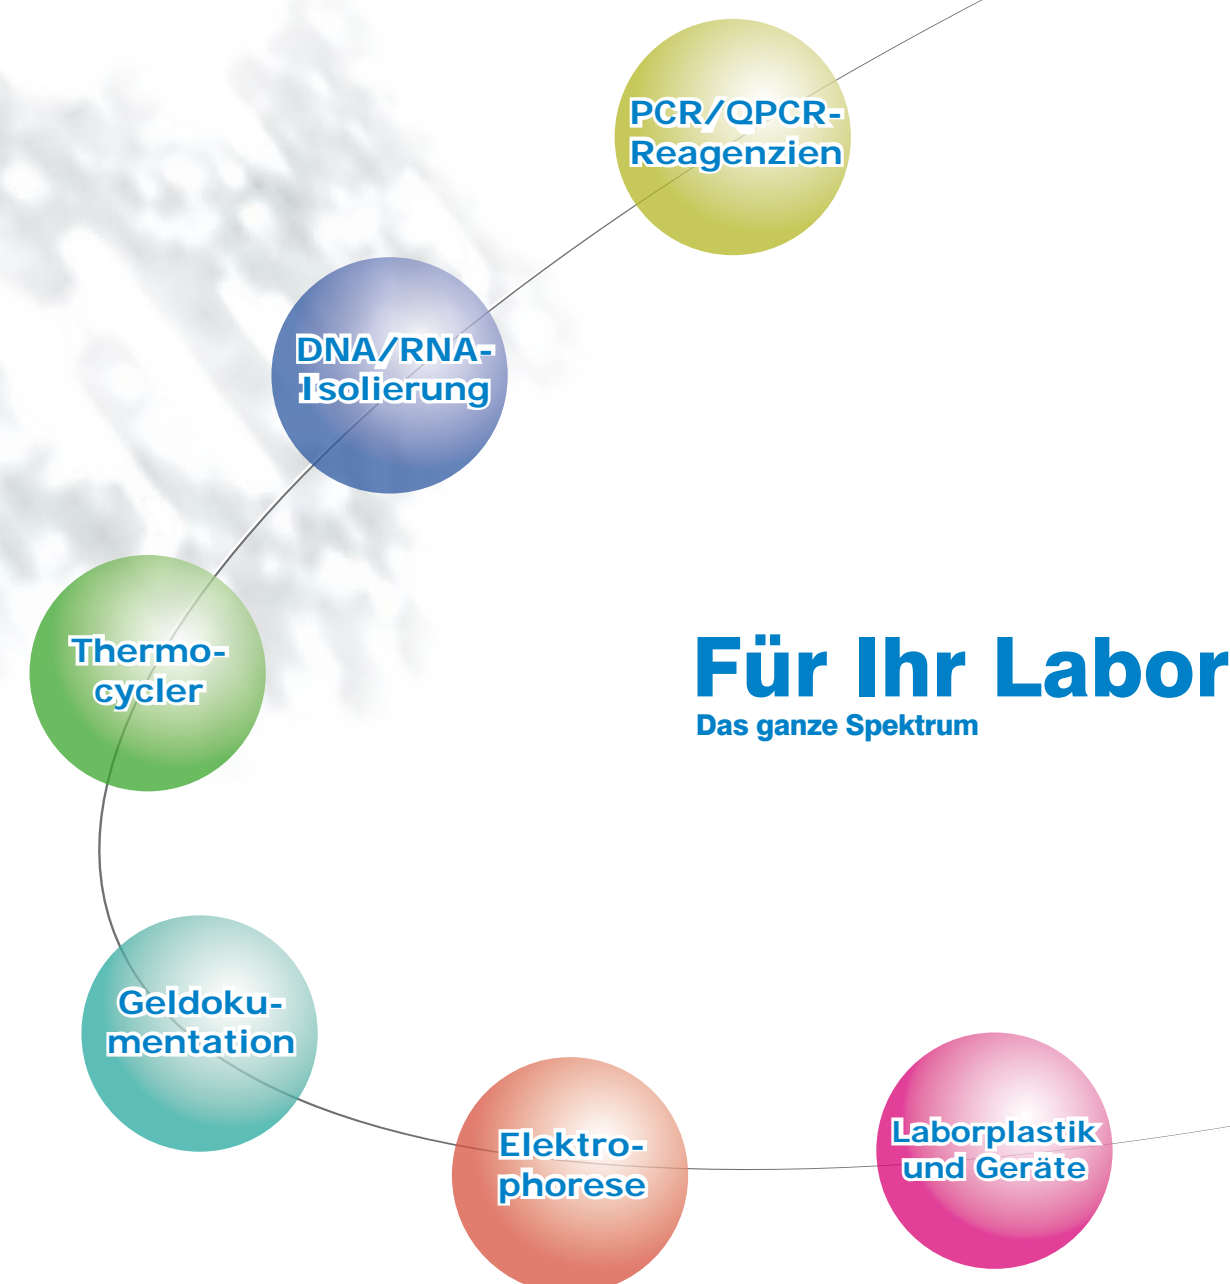 PCR/QPCR-
Reagenzien
DNA/RNA-
Isolierung
Thermo-
cycler
Für Ihr Labor
Das ganze Spektrum
Geldoku-
mentation
Elektro-
phorese
Laborplastik
und Geräte